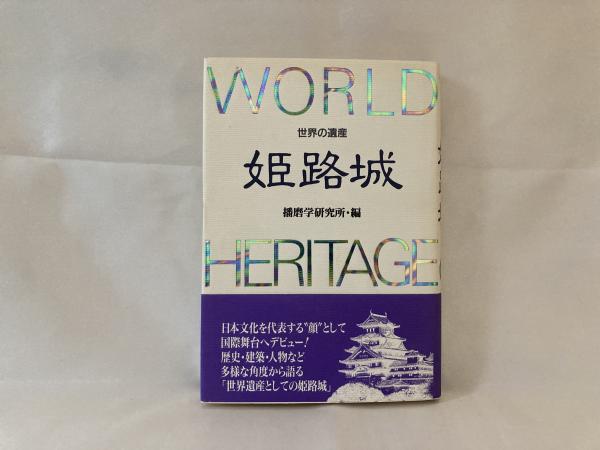 WORLD
世界の遺産
姫路城
播磨学研究所・編
HERITAGE
日本文化を代表する“顔”として
国際舞台へデビュー!
歴史・建築・人物など
多様な角度から語る
「世界遺産としての姫路城」